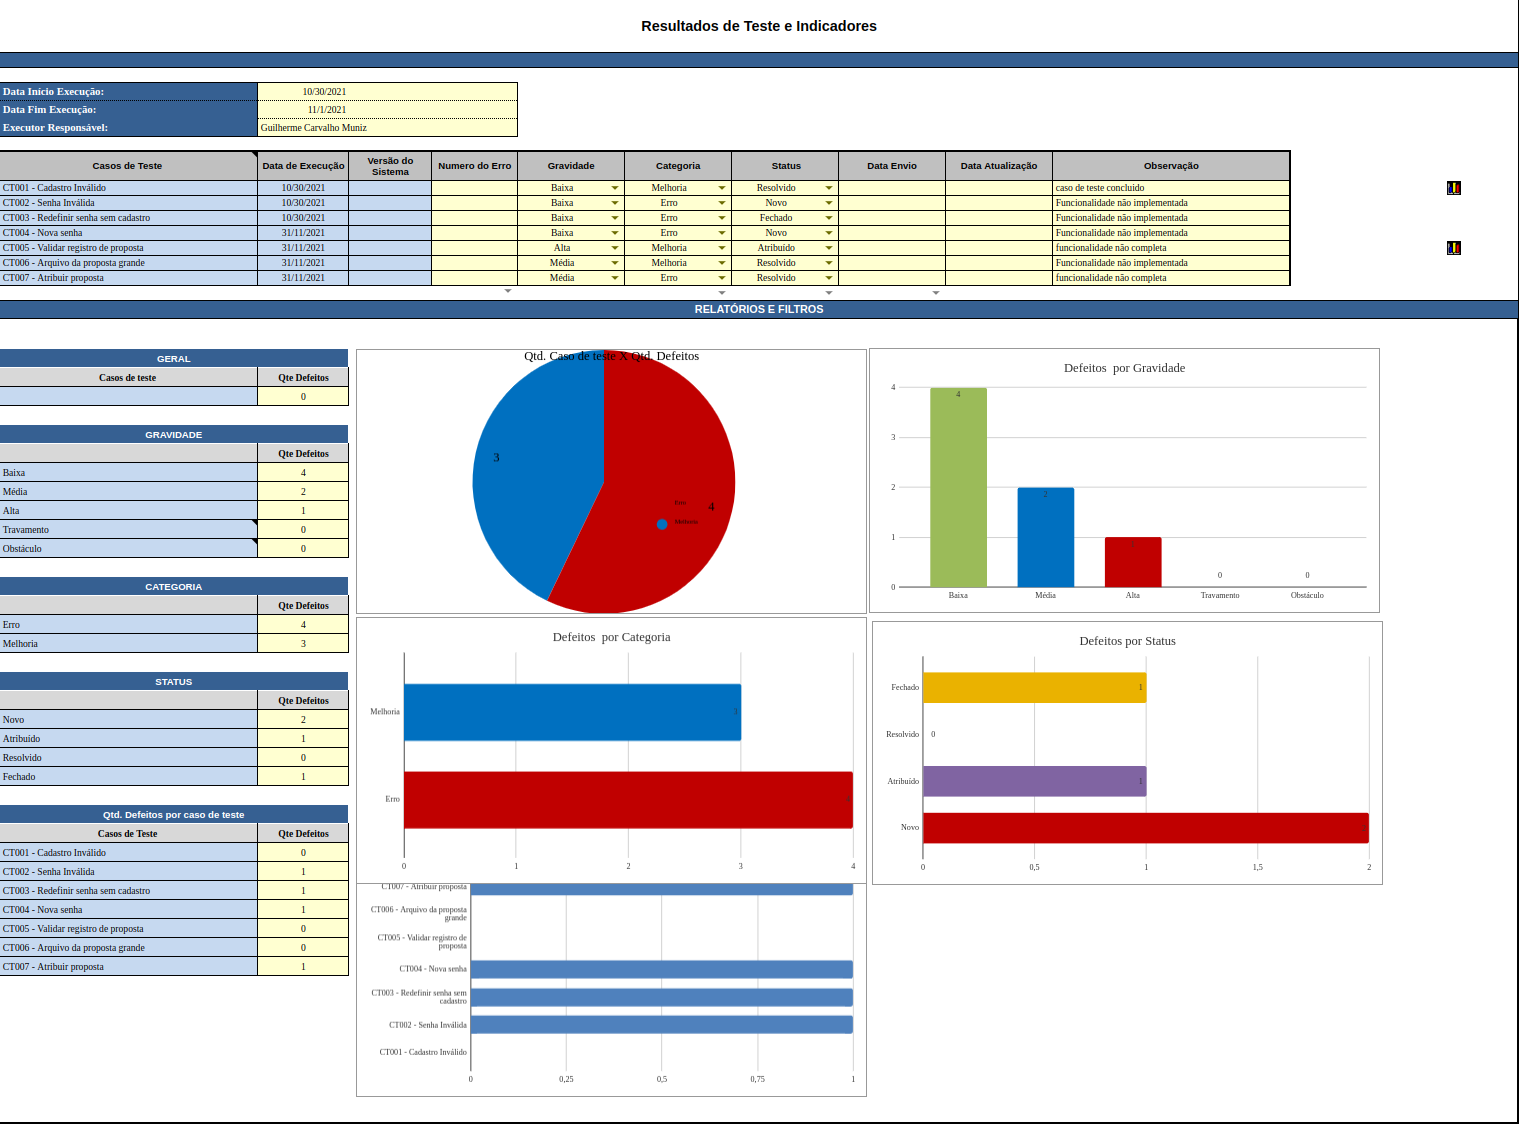 Resultados de Teste e Indicadores
Data Início Execução: 10/30/2021
Data Fim Execução: 11/1/2021
Executor Responsável: Guilherme Carvalho Muniz
Casos de Teste Data de Execução Versão do Sistema Numero do Erro Gravidade Categoria Status Data Envio Data Atualização Observação
CT001 - Cadastro Inválido 10/30/2021 Baixa Melhoria Resolvido caso de teste concluido
CT002 - Senha Inválida 10/30/2021 Baixa Erro Novo Funcionalidade não implementada
CT003 - Redefinir senha sem cadastro 10/30/2021 Baixa Erro Fechado Funcionalidade não implementada
CT004 - Nova senha 31/11/2021 Baixa Erro Novo Funcionalidade não implementada
CT005 - Validar registro de proposta 31/11/2021 Alta Melhoria Atribuído funcionalidade não completa
CT006 - Arquivo da proposta grande 31/11/2021 Média Melhoria Resolvido Funcionalidade não implementada
CT007 - Atribuir proposta 31/11/2021 Média Erro Resolvido funcionalidade não completa
RELATÓRIOS E FILTROS
GERAL
Casos de teste Qte Defeitos
0
GRAVIDADE
Qte Defeitos
Baixa 4
Média 2
Alta 1
Travamento 0
Obstáculo 0
CATEGORIA
Qte Defeitos
Erro 4
Melhoria 3
STATUS
Qte Defeitos
Novo 2
Atribuído 1
Resolvido 0
Fechado 1
Qtd. Defeitos por caso de teste
Casos de Teste Qte Defeitos
CT001 - Cadastro Inválido 0
CT002 - Senha Inválida 1
CT003 - Redefinir senha sem cadastro 1
CT004 - Nova senha 1
CT005 - Validar registro de proposta 0
CT006 - Arquivo da proposta grande 0
CT007 - Atribuir proposta 1
Qtd. Caso de teste X Qtd. Defeitos
3
Erro 4
Melhoria
Defeitos por Gravidade
4
4
3
2
2
1
0 0
0
Baixa Média Alta Travamento Obstáculo
Defeitos por Categoria
Melhoria 3
Erro
0 1 2 3 4
Defeitos por Status
Fechado 1
Resolvido 0
Atribuído 1
Novo
0 0,5 1 1,5 2
CT007 - Atribuir proposta
CT006 - Arquivo da proposta
grande
CT005 - Validar registro de
proposta
CT004 - Nova senha
CT003 - Redefinir senha sem
cadastro
CT002 - Senha Inválida
CT001 - Cadastro Inválido
0 0,25 0,5 0,75 1